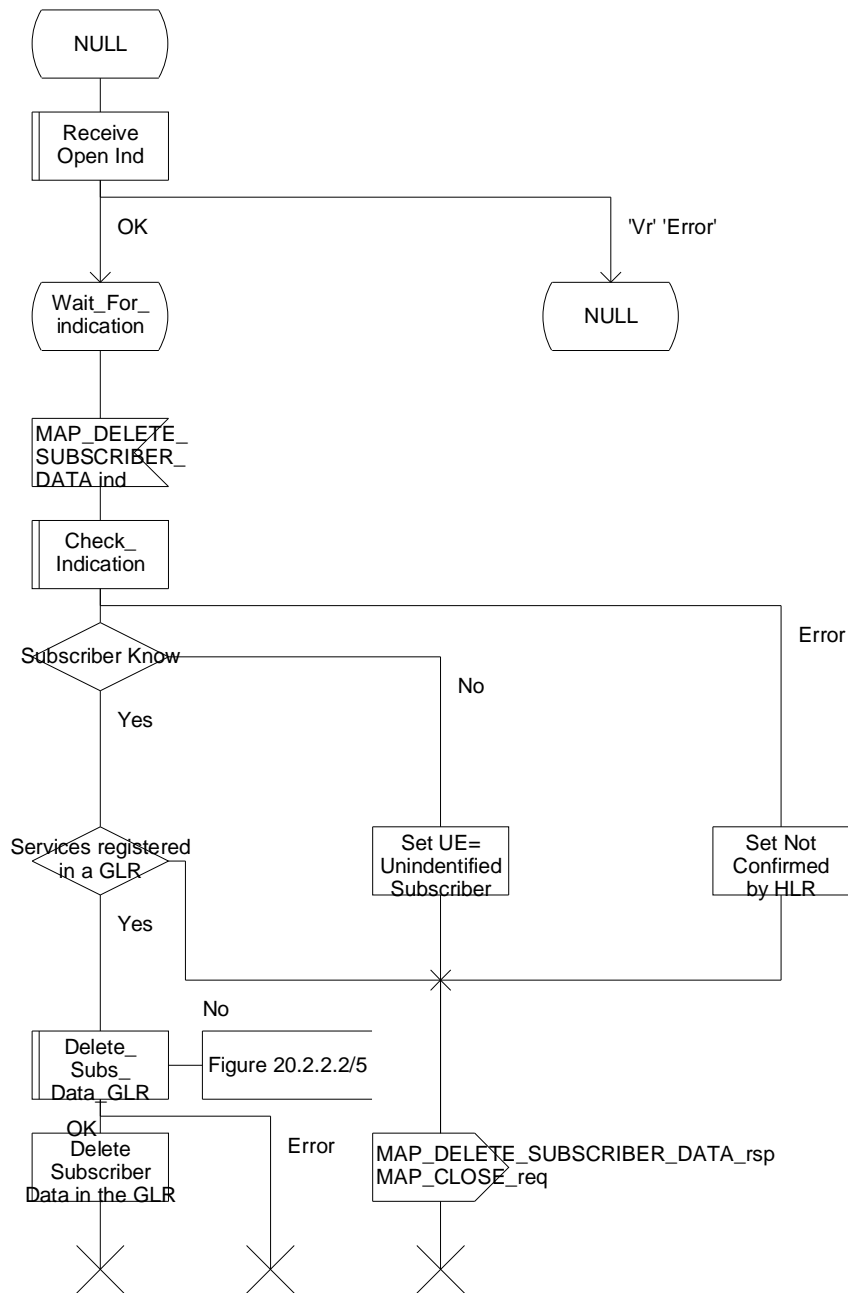 NULL
Receive
Open Ind
OK
'Vr' 'Error'
Wait_For_
indication
NULL
MAP_DELETE_
SUBSCRIBER_
DATA ind
Check_
Indication
Error
Subscriber Know
No
Yes
Services registered
in a GLR
Set UE=
Unindentified
Subscriber
Set Not
Confirmed
by HLR
Yes
No
Delete_
Subs_
Data_GLR
Figure 20.2.2.2/5
OK
Error
Delete
Subscriber
Data in the GLR
MAP_DELETE_SUBSCRIBER_DATA_rsp
MAP_CLOSE_req